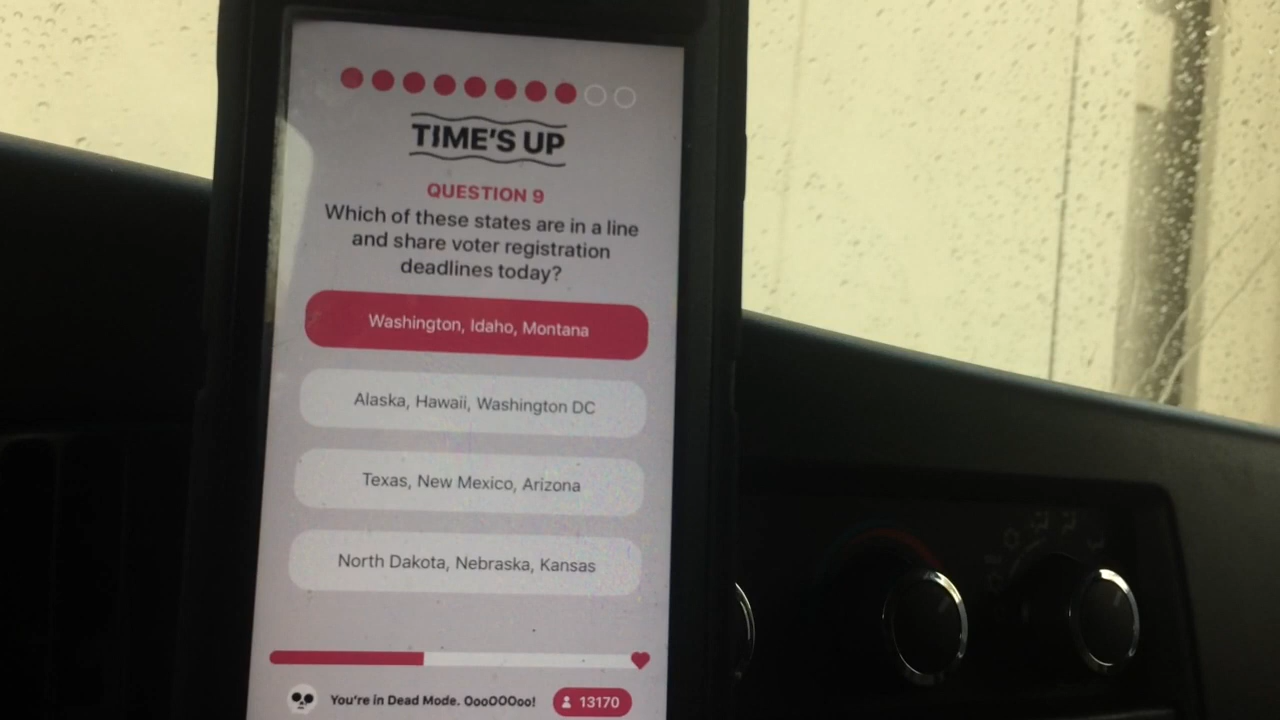 TIME'S UP
QUESTION 9
Which of these states are in a line
and share voter registration
deadlines today?
Washington, Idaho, Montana
Alaska, Hawaii, Washington DC
Texas, New Mexico, Arizona
North Dakota, Nebraska, Kansas
You're in Dead Mode. OooOOOoo!
13170